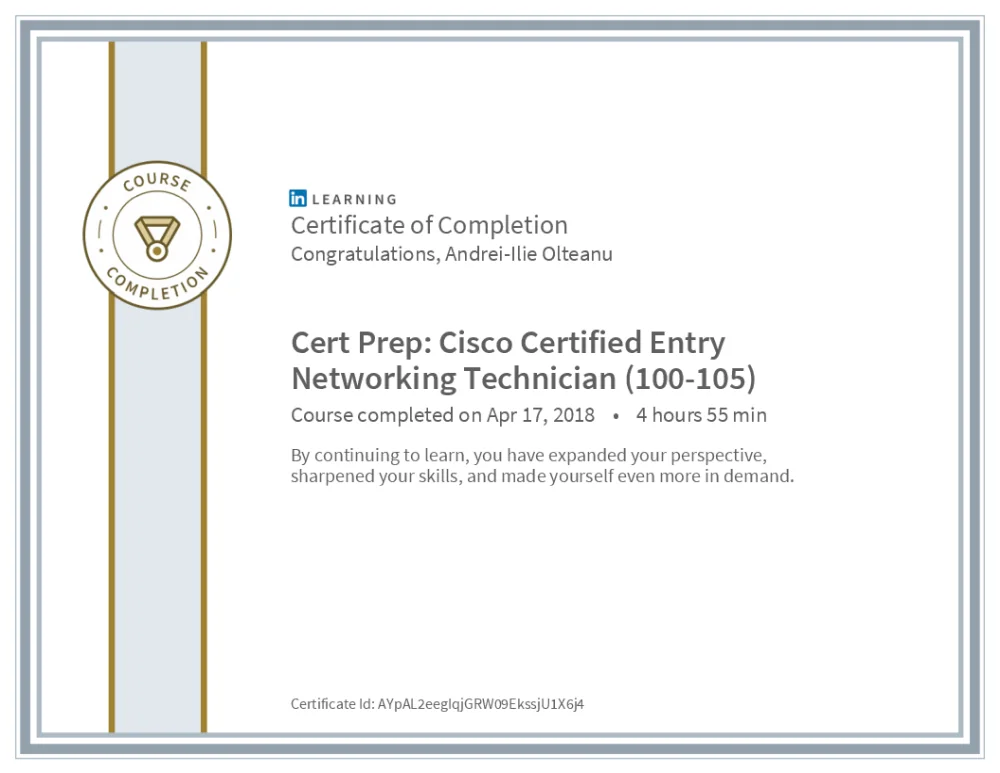 COURSE
COMPLETION
in LEARNING
Certificate of Completion
Congratulations, Andrei-Ilie Olteanu
Cert Prep: Cisco Certified Entry
Networking Technician (100-105)
Course completed on Apr 17, 2018 • 4 hours 55 min
By continuing to learn, you have expanded your perspective,
sharpened your skills, and made yourself even more in demand.
Certificate Id: AYpAL2eegIqjGRW09EkssjU1X6j4